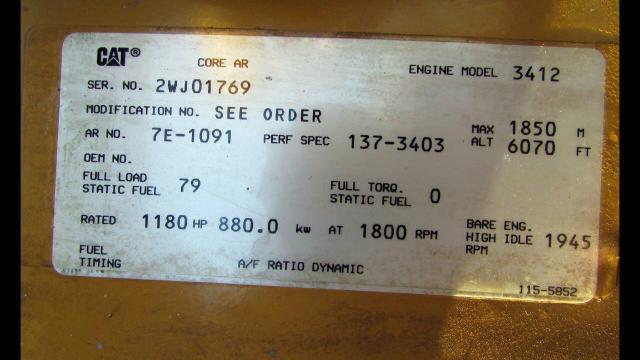 CAT®
CORE AR
ENGINE MODEL 3412
SER. NO. 2WJ01769
MODIFICATION NO. SEE ORDER
AR NO. 7E-1091 PERF SPEC 137-3403
MAX ALT 1850 M 6070 FT
OEM NO.
FULL LOAD STATIC FUEL 79
FULL TORQ. STATIC FUEL 0
RATED 1180 HP 880.0 kw AT 1800 RPM
BARE ENG. HIGH IDLE RPM 1945
FUEL TIMING
A/F RATIO DYNAMIC
115-5852